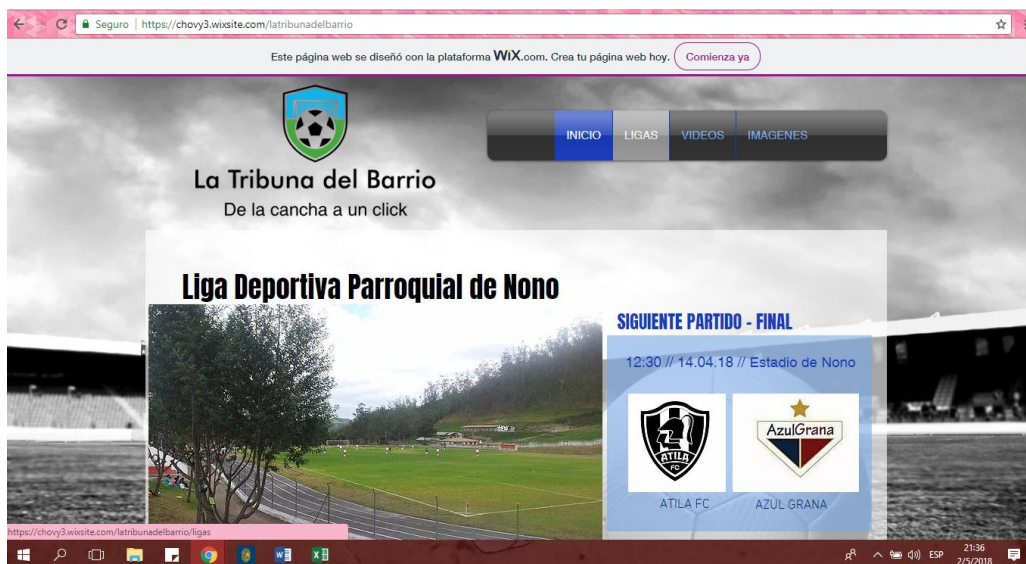 Seguro | https://chovy3.wixsite.com/latribunadelbarrio
Este página web se diseñó con la plataforma WiX.com. Crea tu página web hoy. Comienza ya
INICIO LIGAS VIDEOS IMAGENES
La Tribuna del Barrio
De la cancha a un click
Liga Deportiva Parroquial de Nono
SIGUIENTE PARTIDO - FINAL
12:30 // 14.04.18 // Estadio de Nono
ATILA
FC
AzulGrana
ATILA FC AZUL GRANA
https://chovy3.wixsite.com/latribunadelbarrio/ligas
ESP
21:36
2/5/2018